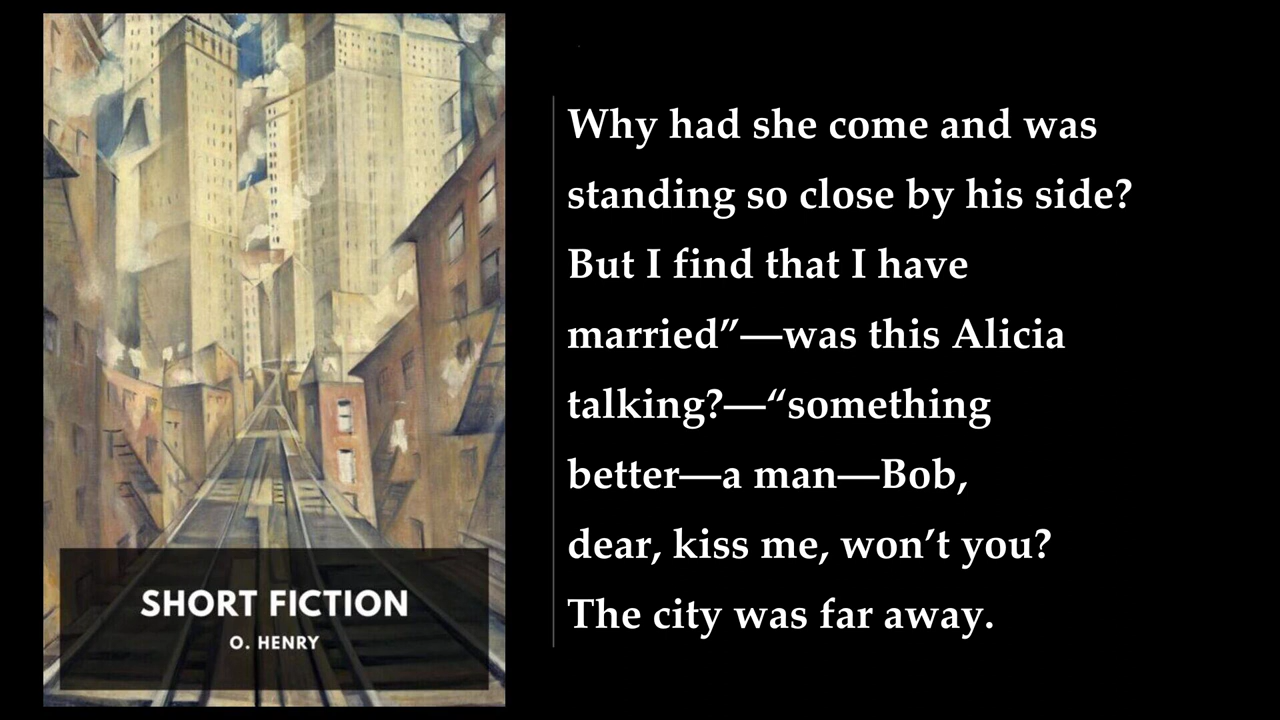 SHORT FICTION
O. HENRY
Why had she come and was
standing so close by his side?
But I find that I have
married”—was this Alicia
talking?—“something
better—a man—Bob,
dear, kiss me, won’t you?
The city was far away.